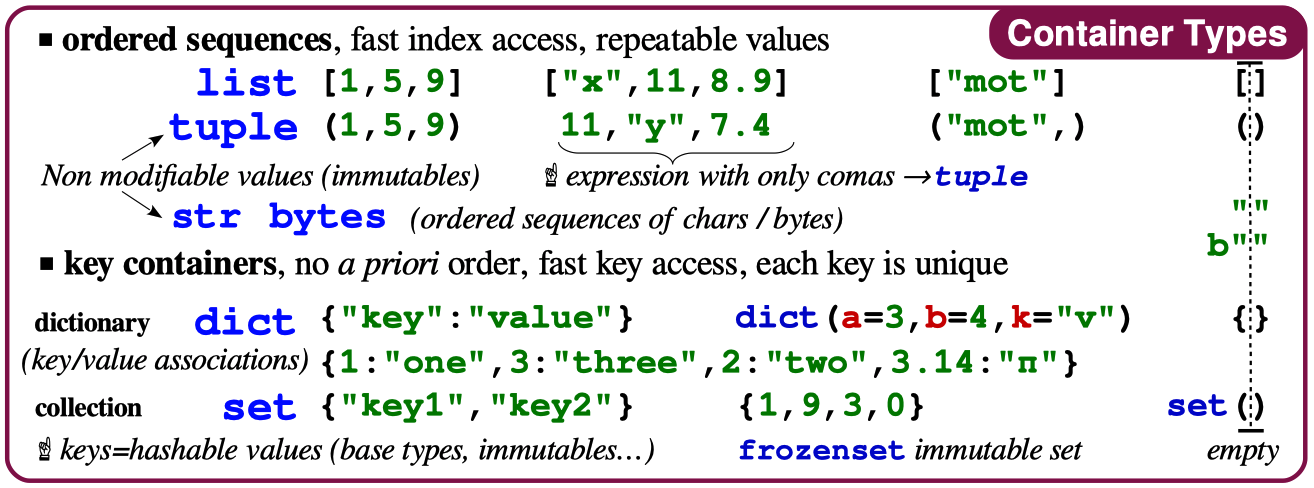 Container Types
▪ ordered sequences, fast index access, repeatable values
list [1,5,9] ["x",11,8.9] ["mot"] []
tuple (1,5,9) 11,"y",7.4 ("mot",) ()
Non modifiable values (immutables) ☝ expression with only comas →tuple
str bytes (ordered sequences of chars / bytes) ""
b""
▪ key containers, no a priori order, fast key access, each key is unique
dictionary dict {"key":"value"} dict(a=3,b=4,k="v") {}
(key/value associations) {1:"one",3:"three",2:"two",3.14:"π"}
collection set {"key1","key2"} {1,9,3,0} set()
☝ keys=hashable values (base types, immutables…) frozenset immutable set empty